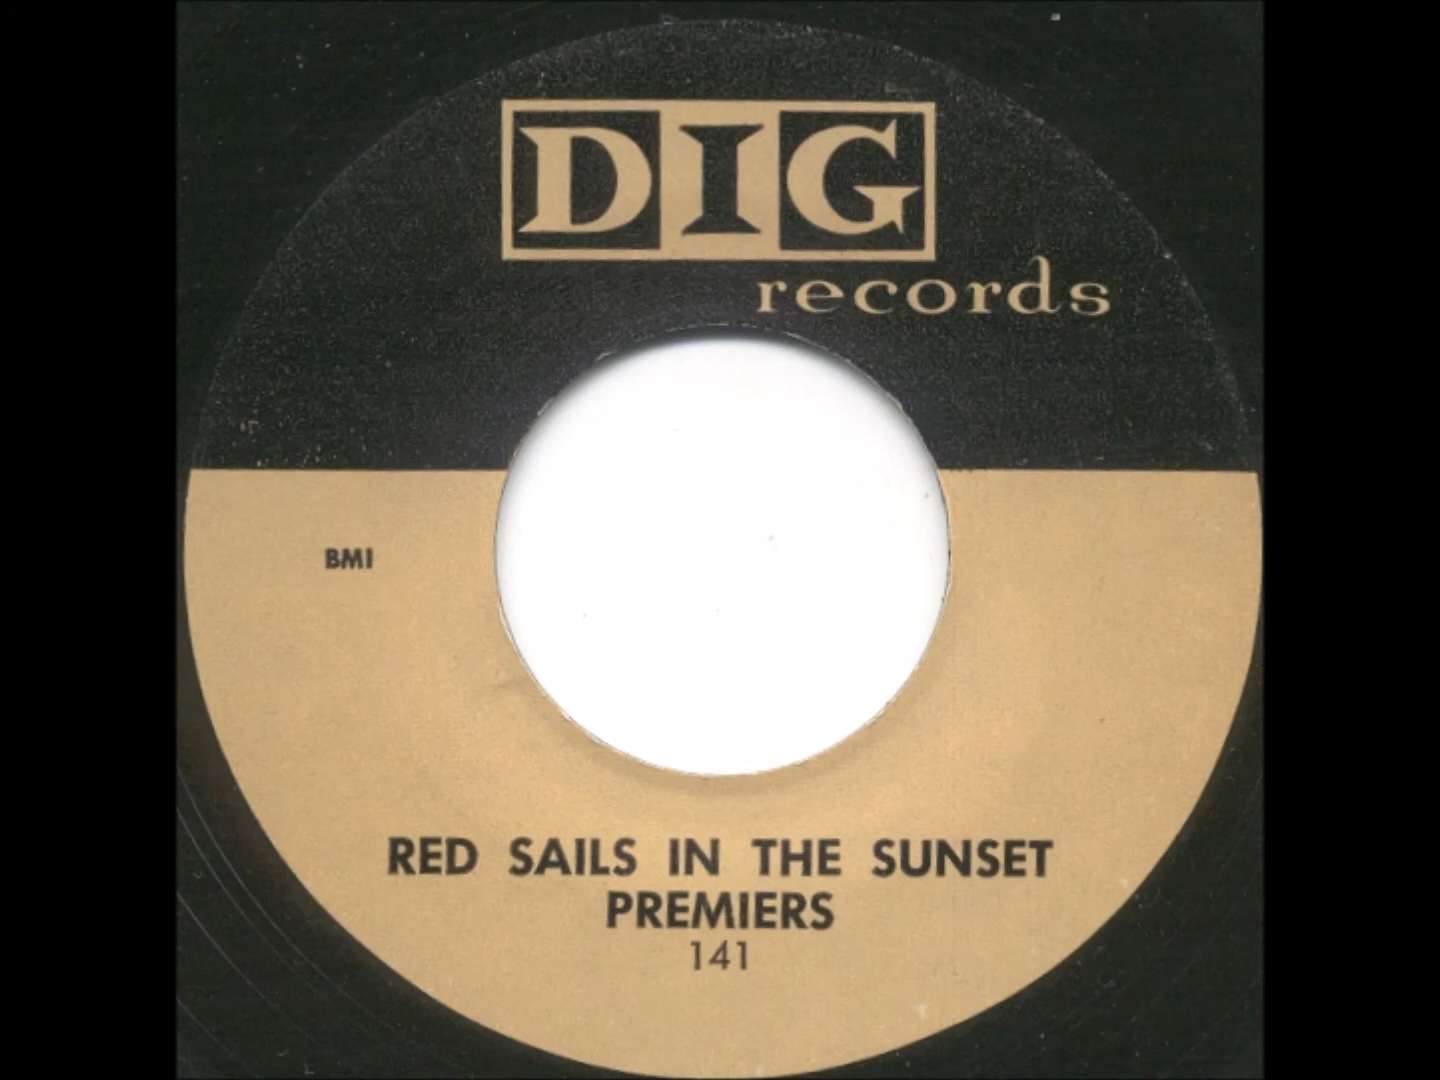 DIG
records
BMI
RED SAILS IN THE SUNSET
PREMIERS
141